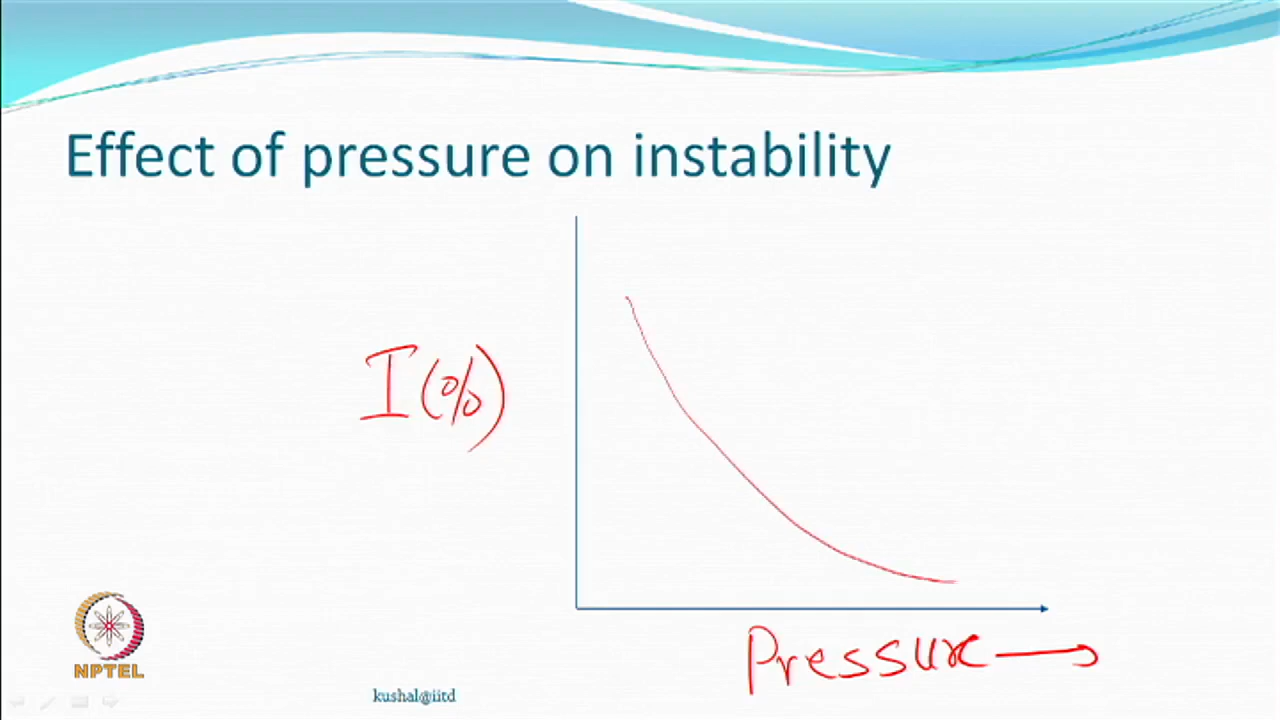 Effect of pressure on instability
I (%)
Pressure
NPTEL
kushal@iitd